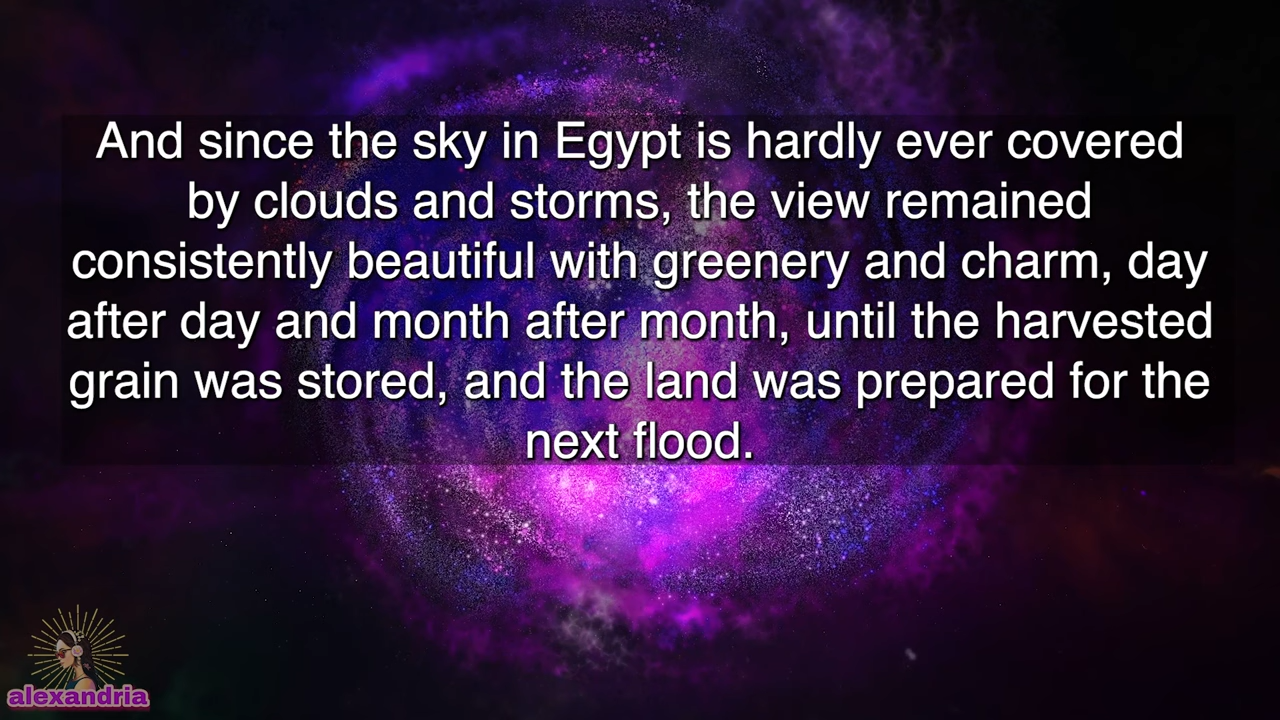 And since the sky in Egypt is hardly ever covered
by clouds and storms, the view remained
consistently beautiful with greenery and charm, day
after day and month after month, until the harvested
grain was stored, and the land was prepared for the
next flood.
alexandria